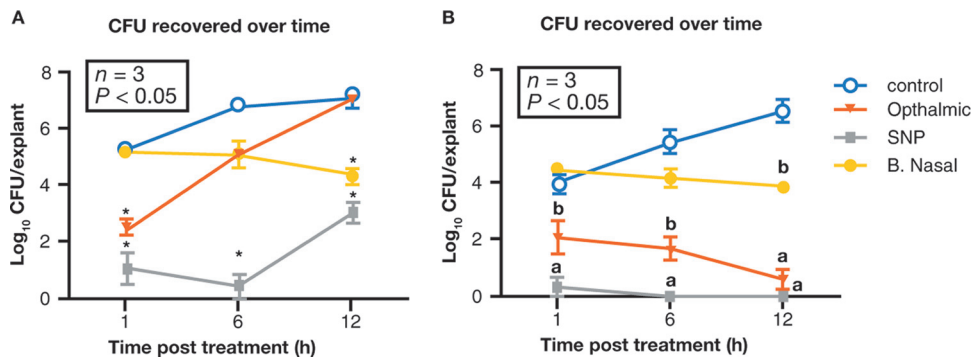 A
CFU recovered over time
n = 3
P < 0.05
8
6
4
2
0
Log10 CFU/explant
*
*
*
*
*
1
6
12
Time post treatment (h)
B
CFU recovered over time
n = 3
P < 0.05
8
6
4
2
0
Log10 CFU/explant
b
b
b
a
a
a
a
1
6
12
Time post treatment (h)
control
Opthalmic
SNP
B. Nasal